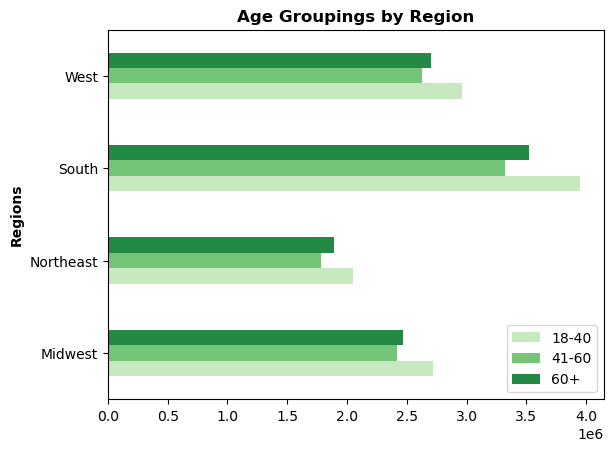 Age Groupings by Region
Regions
West
South
Northeast
Midwest
18-40
41-60
60+
0.0 0.5 1.0 1.5 2.0 2.5 3.0 3.5 4.0
1e6